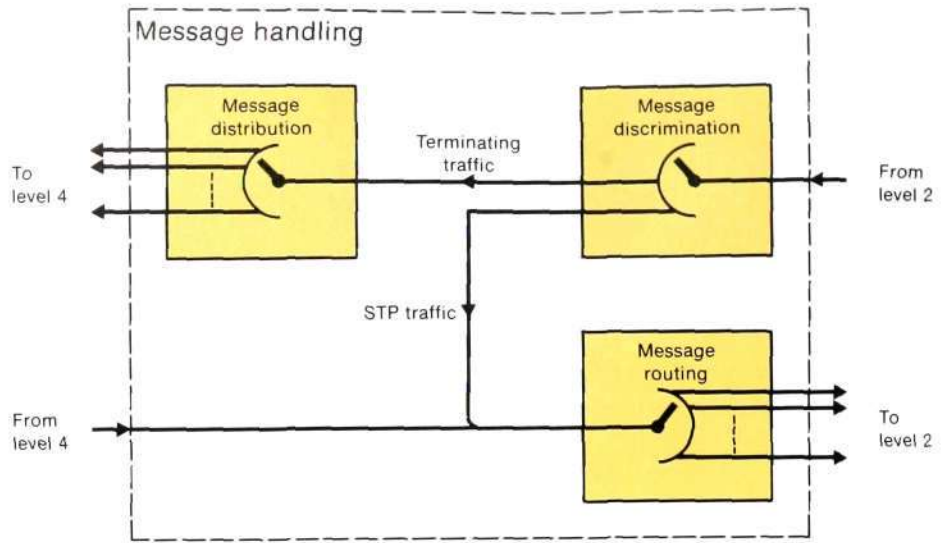 Message handling
Message
distribution
Message
discrimination
Terminating
traffic
To
level 4
From
level 2
STP traffic
Message
routing
From
level 4
To
level 2